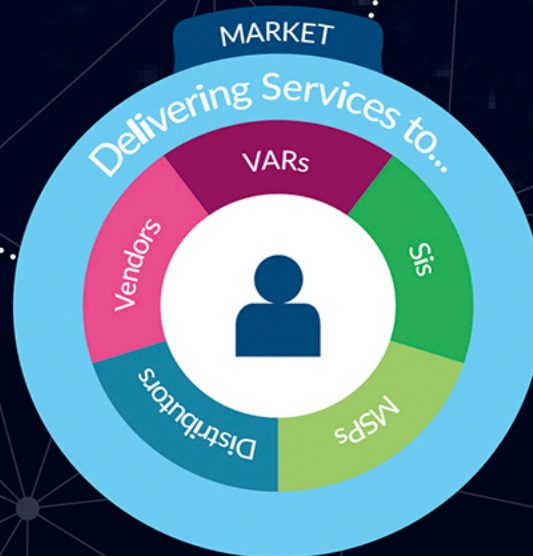 MARKET
Delivering Services to...
VARs
Sis
MSPs
Distributors
Vendors